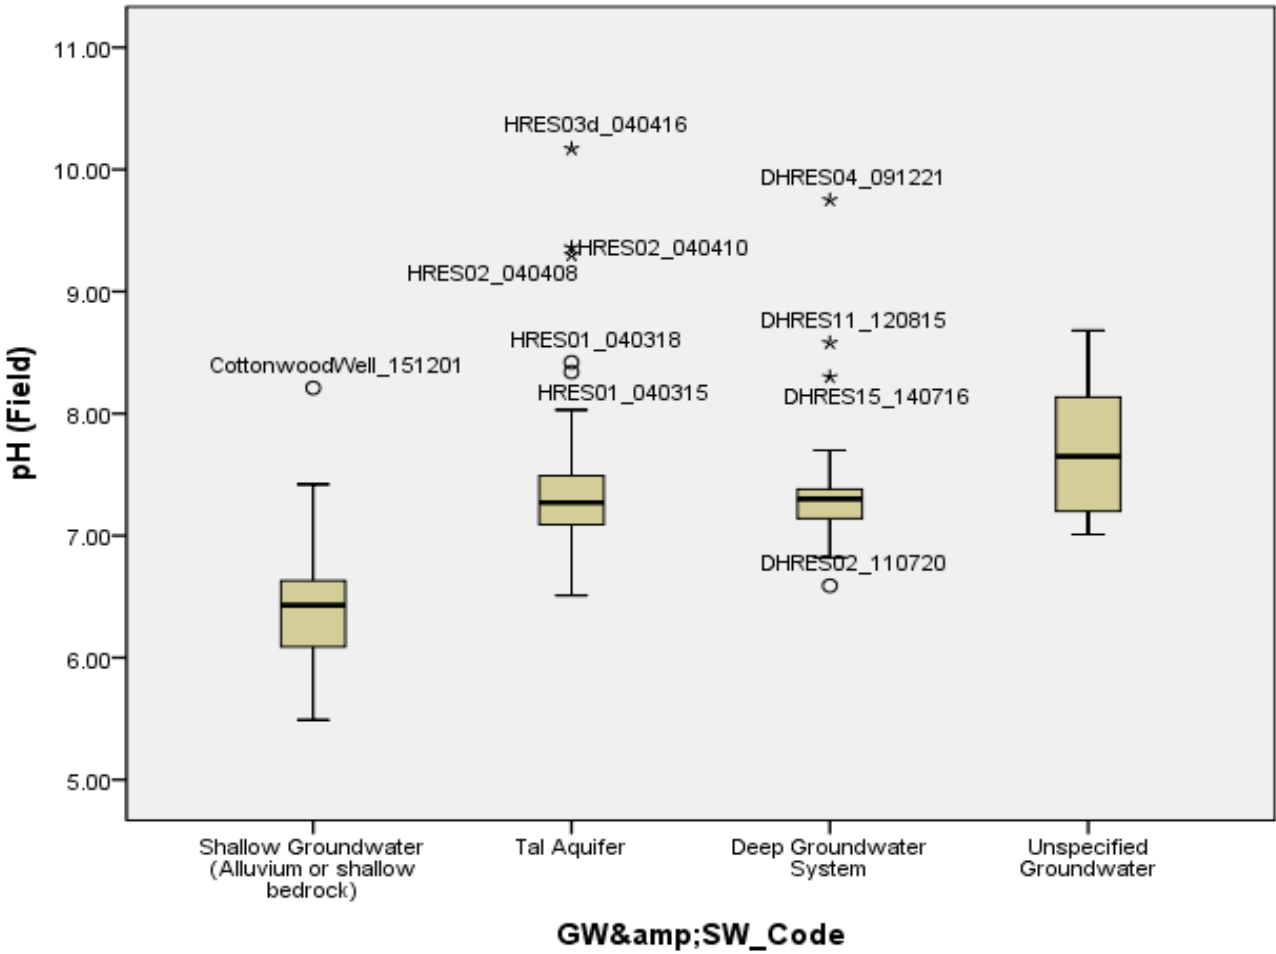 11.00
10.00
9.00
8.00
7.00
6.00
5.00
pH (Field)
HRES03d_040416
DHRES04_091221
HRES02_040410
HRES02_040408
DHRES11_120815
HRES01_040318
CottonwoodWell_151201
HRES01_040315
DHRES15_140716
DHRES02_110720
Shallow Groundwater
(Alluvium or shallow
bedrock)
Tal Aquifer
Deep Groundwater
System
Unspecified
Groundwater
GW&amp;amp;SW_Code